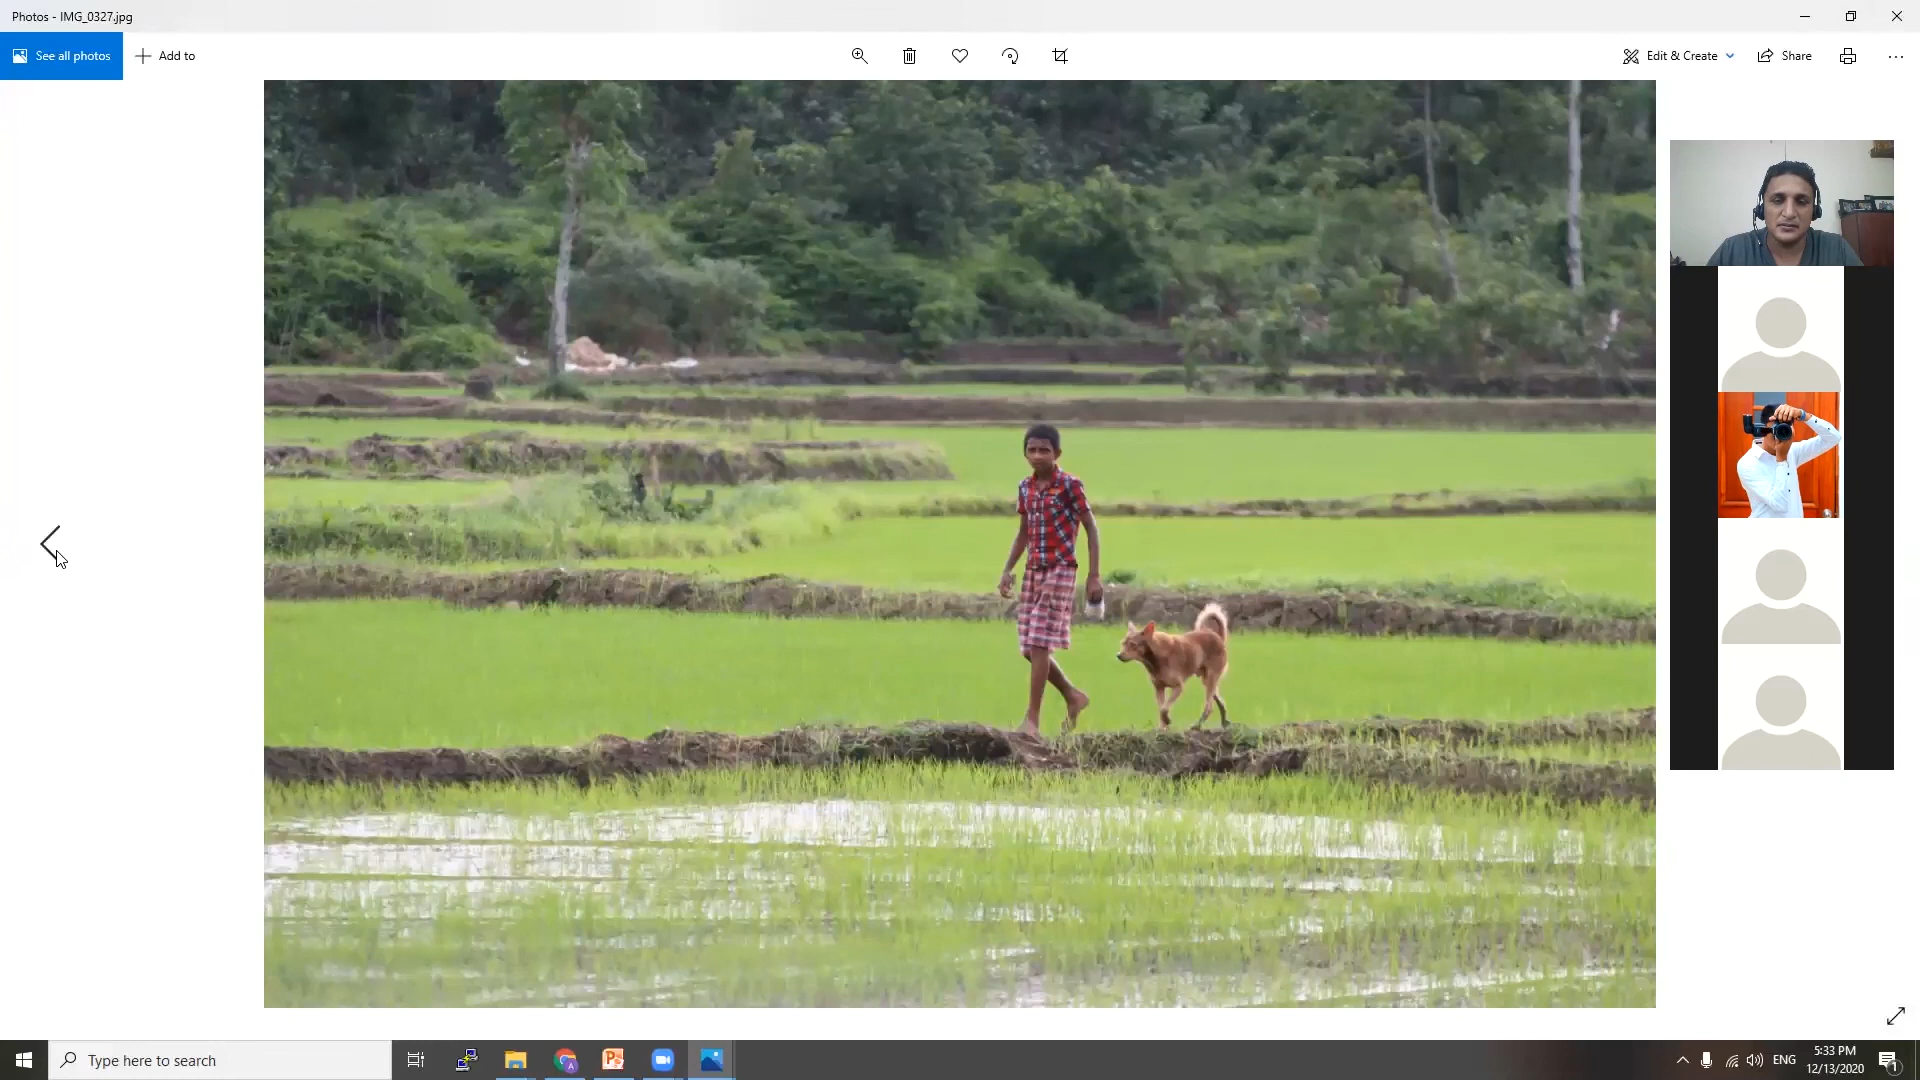 Photos - IMG_0327.jpg
See all photos
Add to
Edit & Create
Share
Type here to search
ENG
5:33 PM
12/13/2020
1